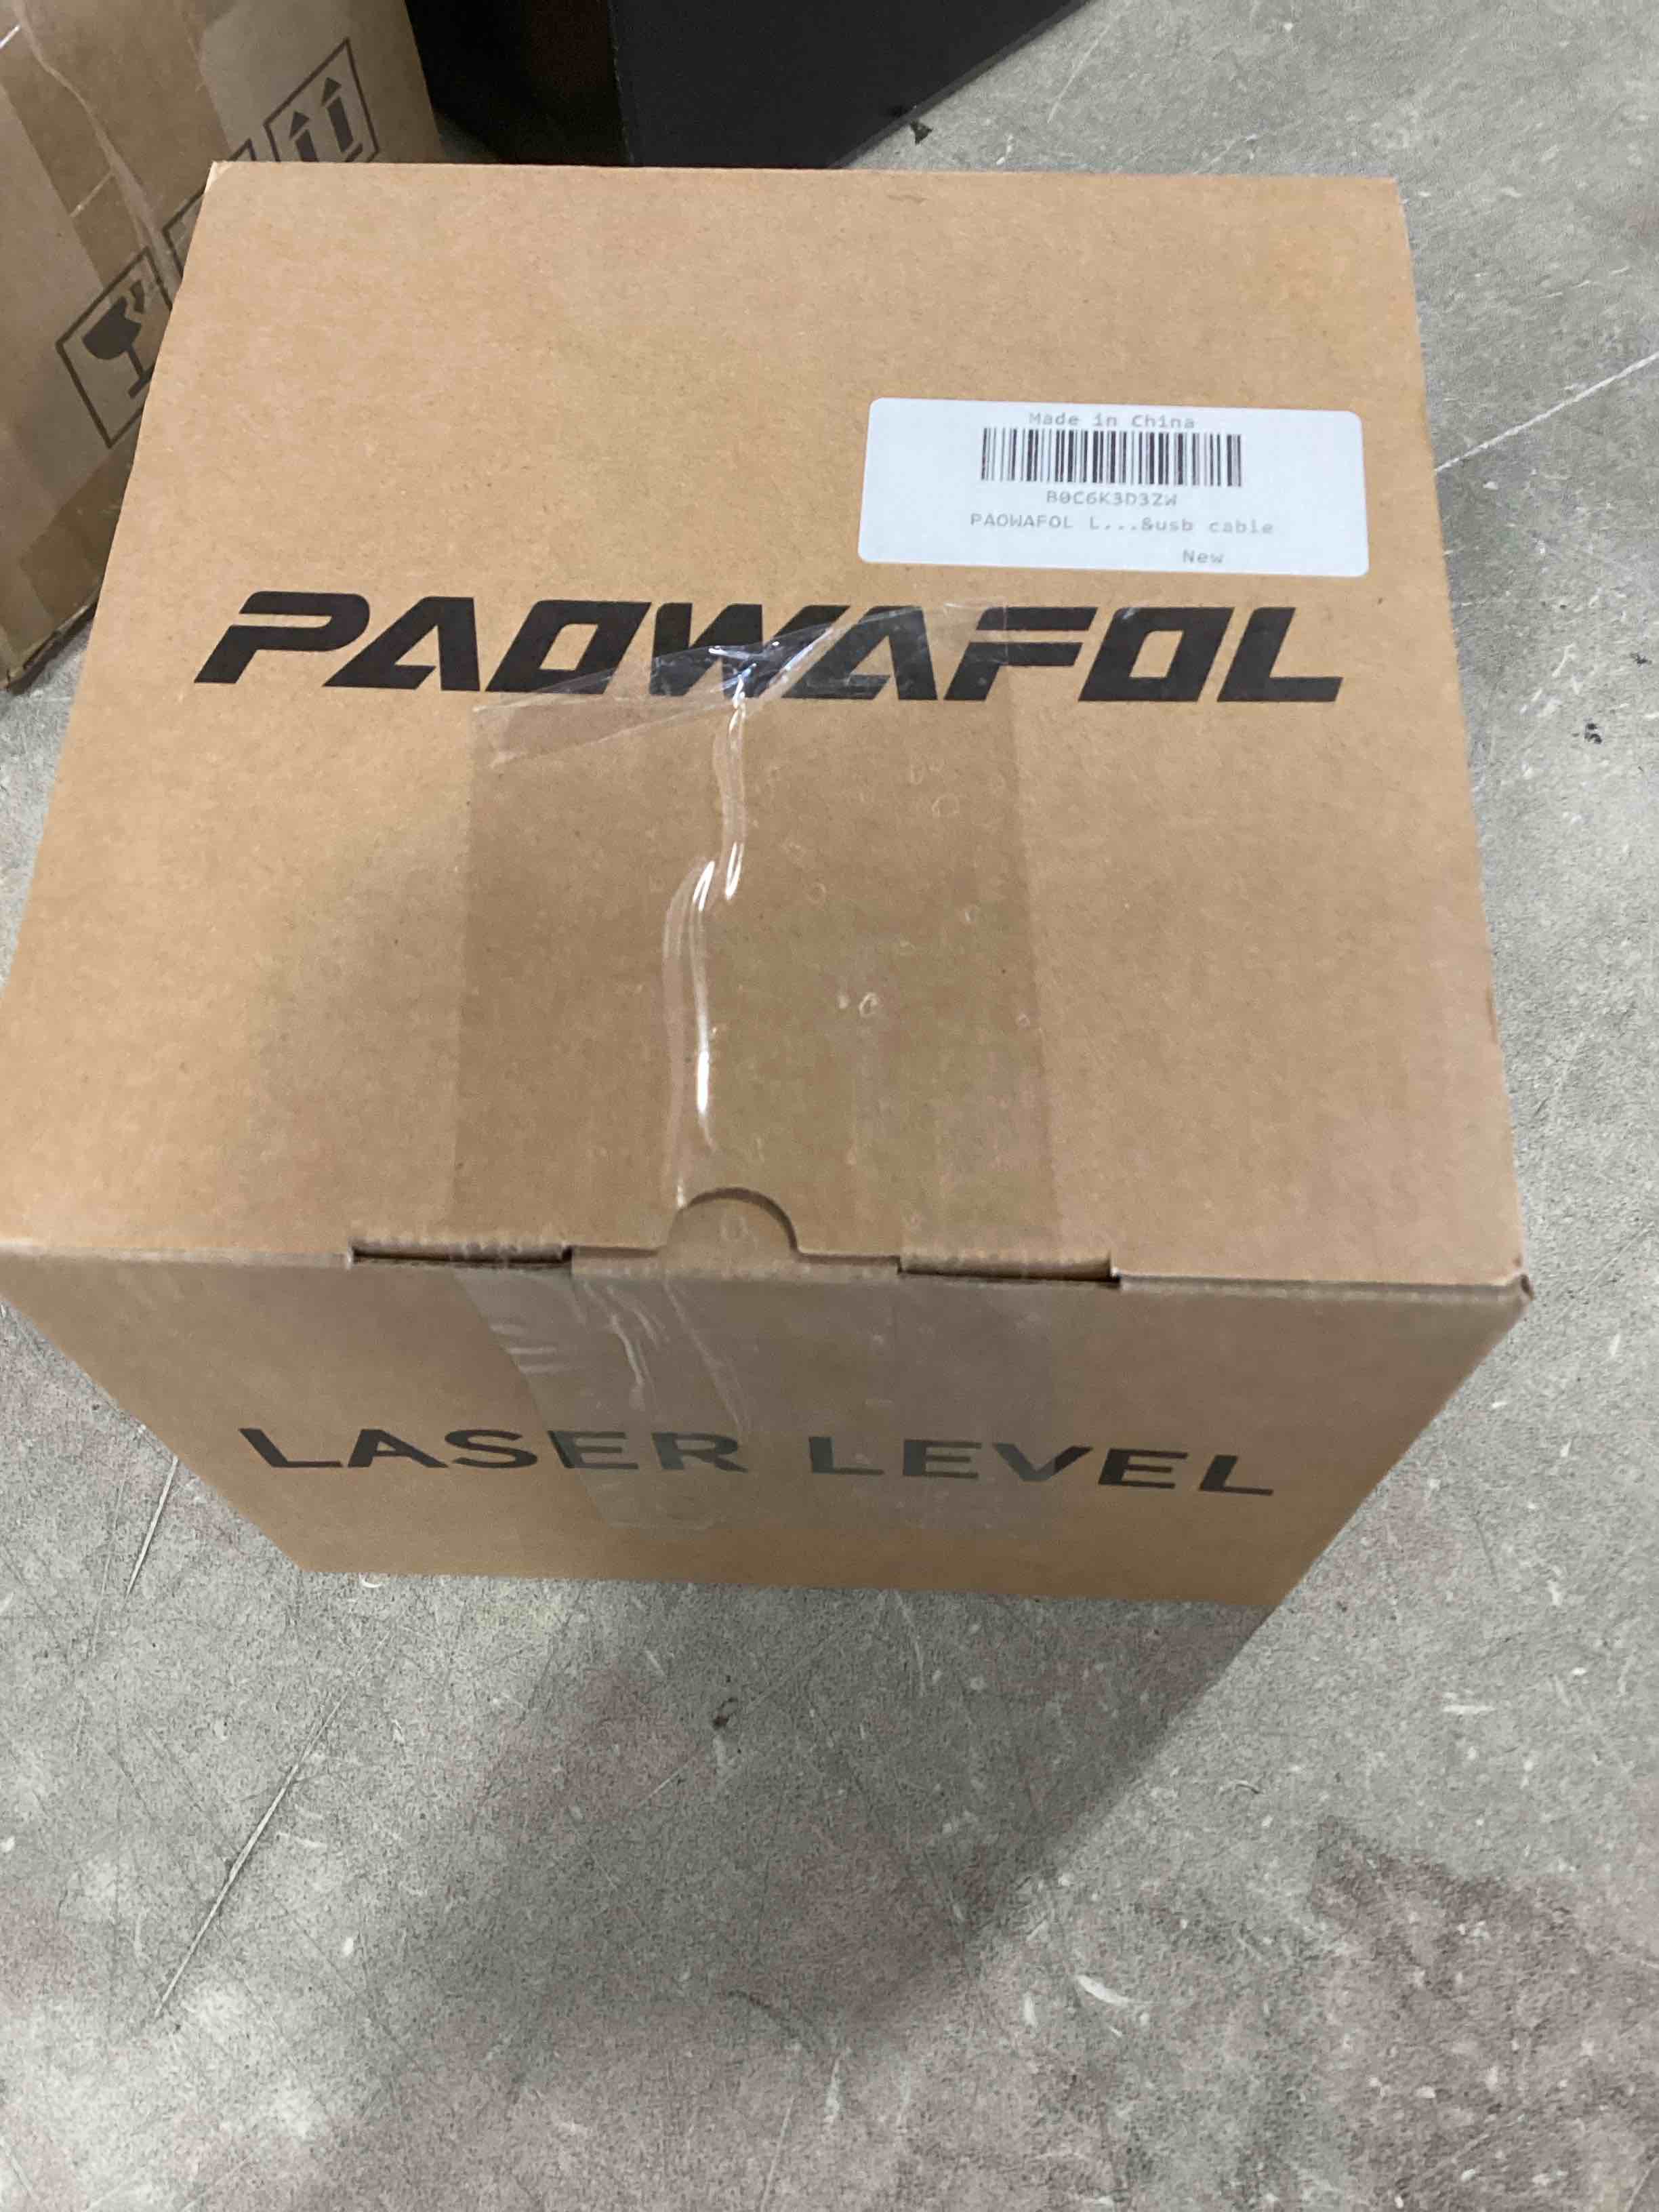 Made in China
B0C6K3D3ZW
PAOWAFOL L...&usb cable
New
PAOWAFOL
LASER LEVEL